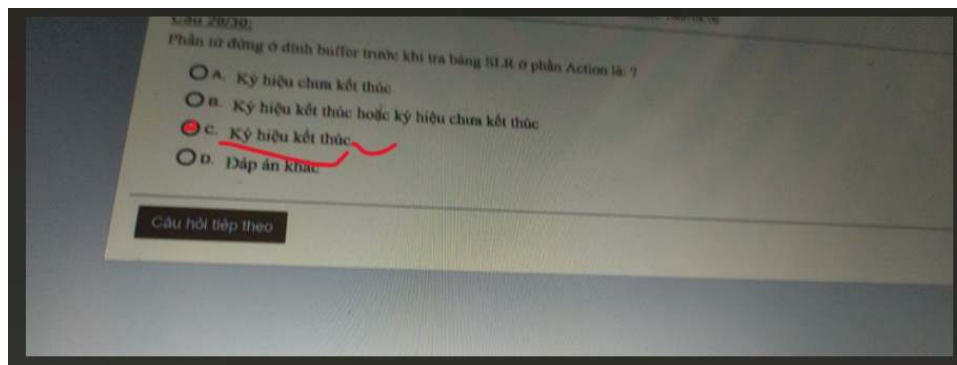 Câu 20/30:
Phần tử đứng ở đỉnh buffer trước khi tra bảng SLR ở phần Action là: ?
A. Ký hiệu chưa kết thúc
B. Ký hiệu kết thúc hoặc ký hiệu chưa kết thúc
C. Ký hiệu kết thúc
D. Đáp án khác
Câu hỏi tiếp theo